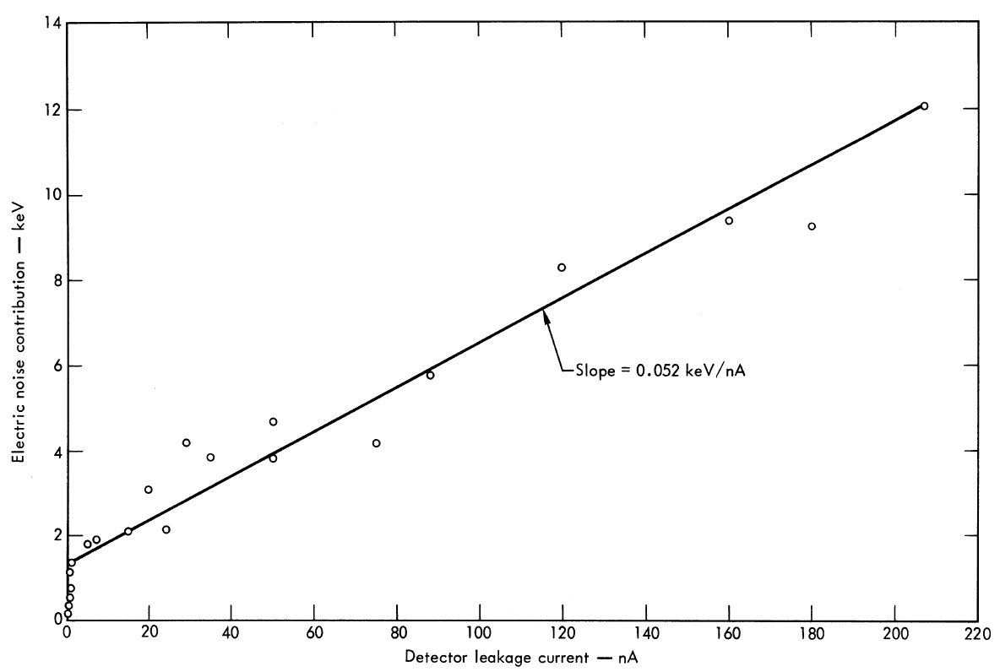 14
12
10
8
6
4
2
0
Electric noise contribution — keV
Slope = 0.052 keV/nA
0 20 40 60 80 100 120 140 160 180 200 220
Detector leakage current — nA